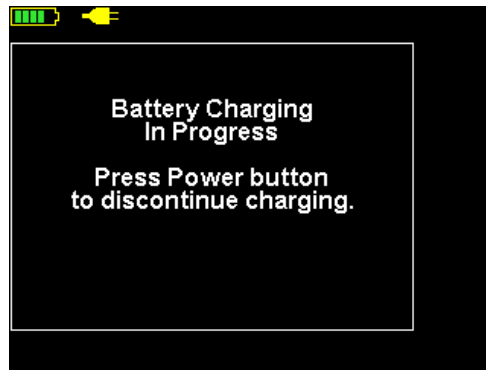 Battery Charging
In Progress
Press Power button
to discontinue charging.